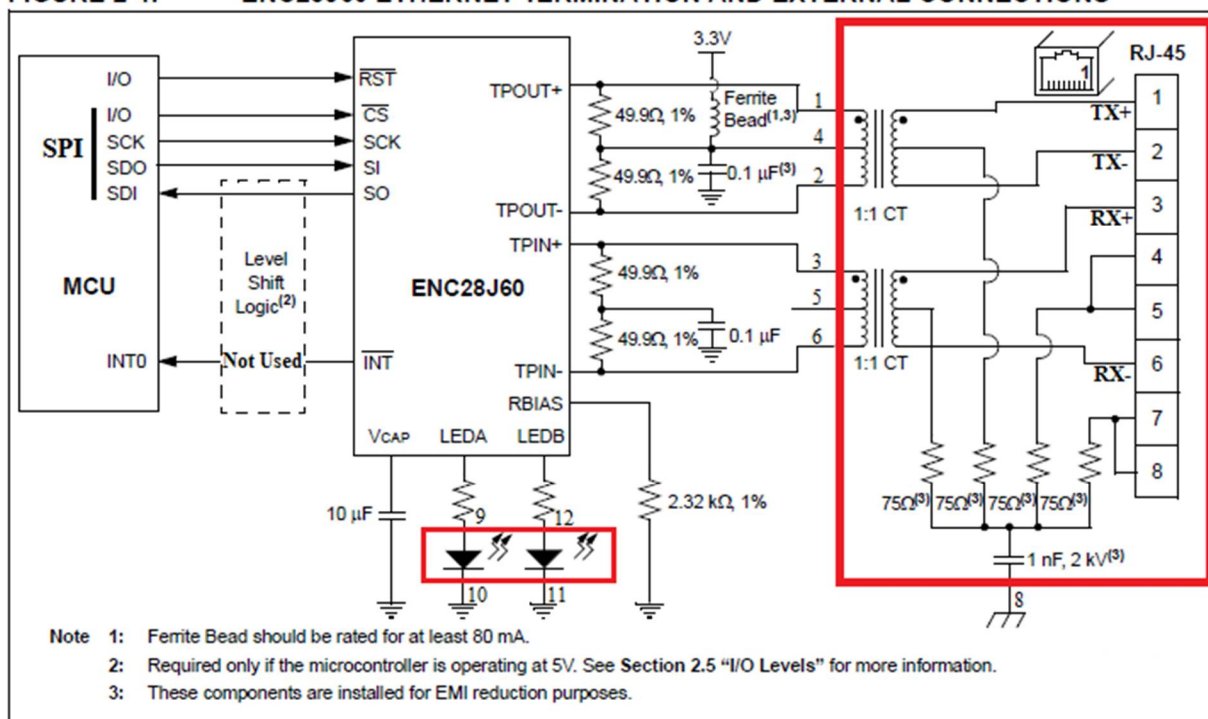 I/O
I/O
SCK
SDO
SDI
SPI
MCU
INT0
Level
Shift
Logic(2)
Not Used
RST
CS
SCK
SI
SO
INT
ENC28J60
TPOUT+
TPOUT-
TPIN+
TPIN-
RBIAS
VCAP LEDA LEDB
10 µF
9
12
10
11
2.32 kΩ, 1%
3.3V
Ferrite
Bead(1,3)
49.9Ω, 1%
49.9Ω, 1%
0.1 µF(3)
49.9Ω, 1%
49.9Ω, 1%
0.1 µF
1
4
2
1:1 CT
3
5
6
1:1 CT
1
RJ-45
TX+
TX-
RX+
RX-
1
2
3
4
5
6
7
8
75Ω(3) 75Ω(3) 75Ω(3) 75Ω(3)
1 nF, 2 kV(3)
8
Note 1: Ferrite Bead should be rated for at least 80 mA.
2: Required only if the microcontroller is operating at 5V. See Section 2.5 “I/O Levels” for more information.
3: These components are installed for EMI reduction purposes.